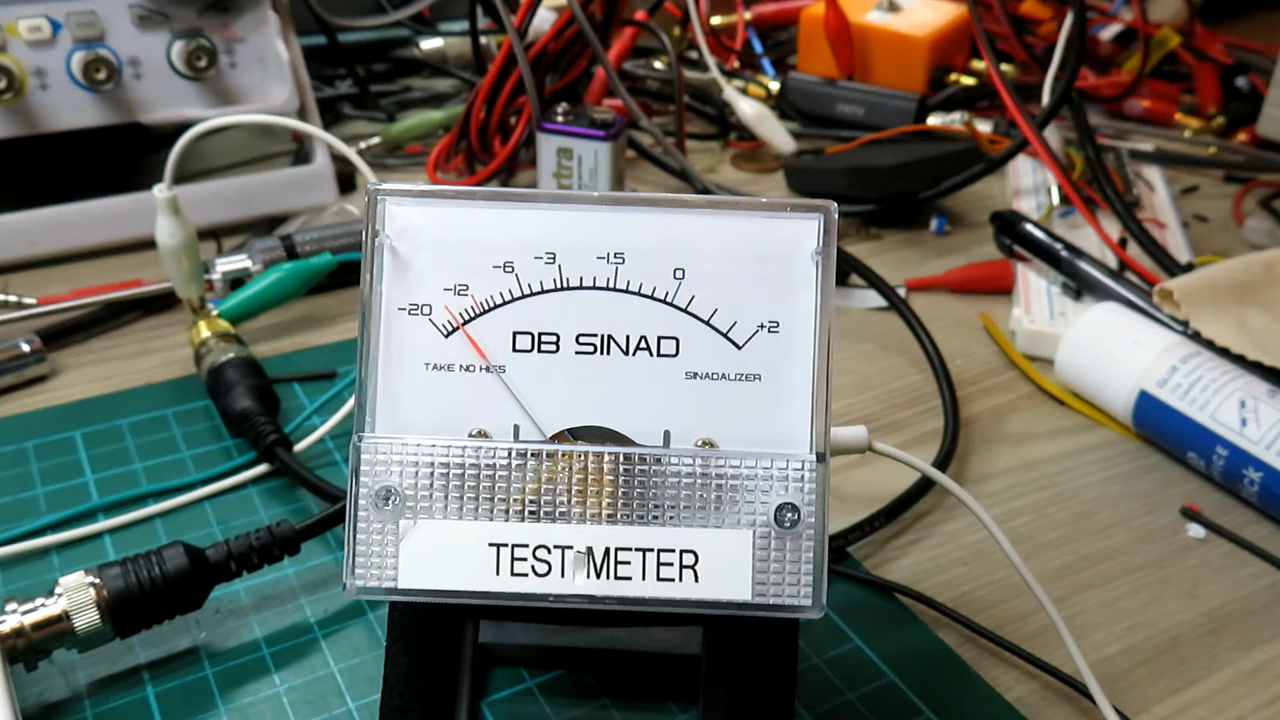 -20
-12
-6
-3
-1.5
0
+2
DB SINAD
TAKE NO HISS
SINADALIZER
TEST METER